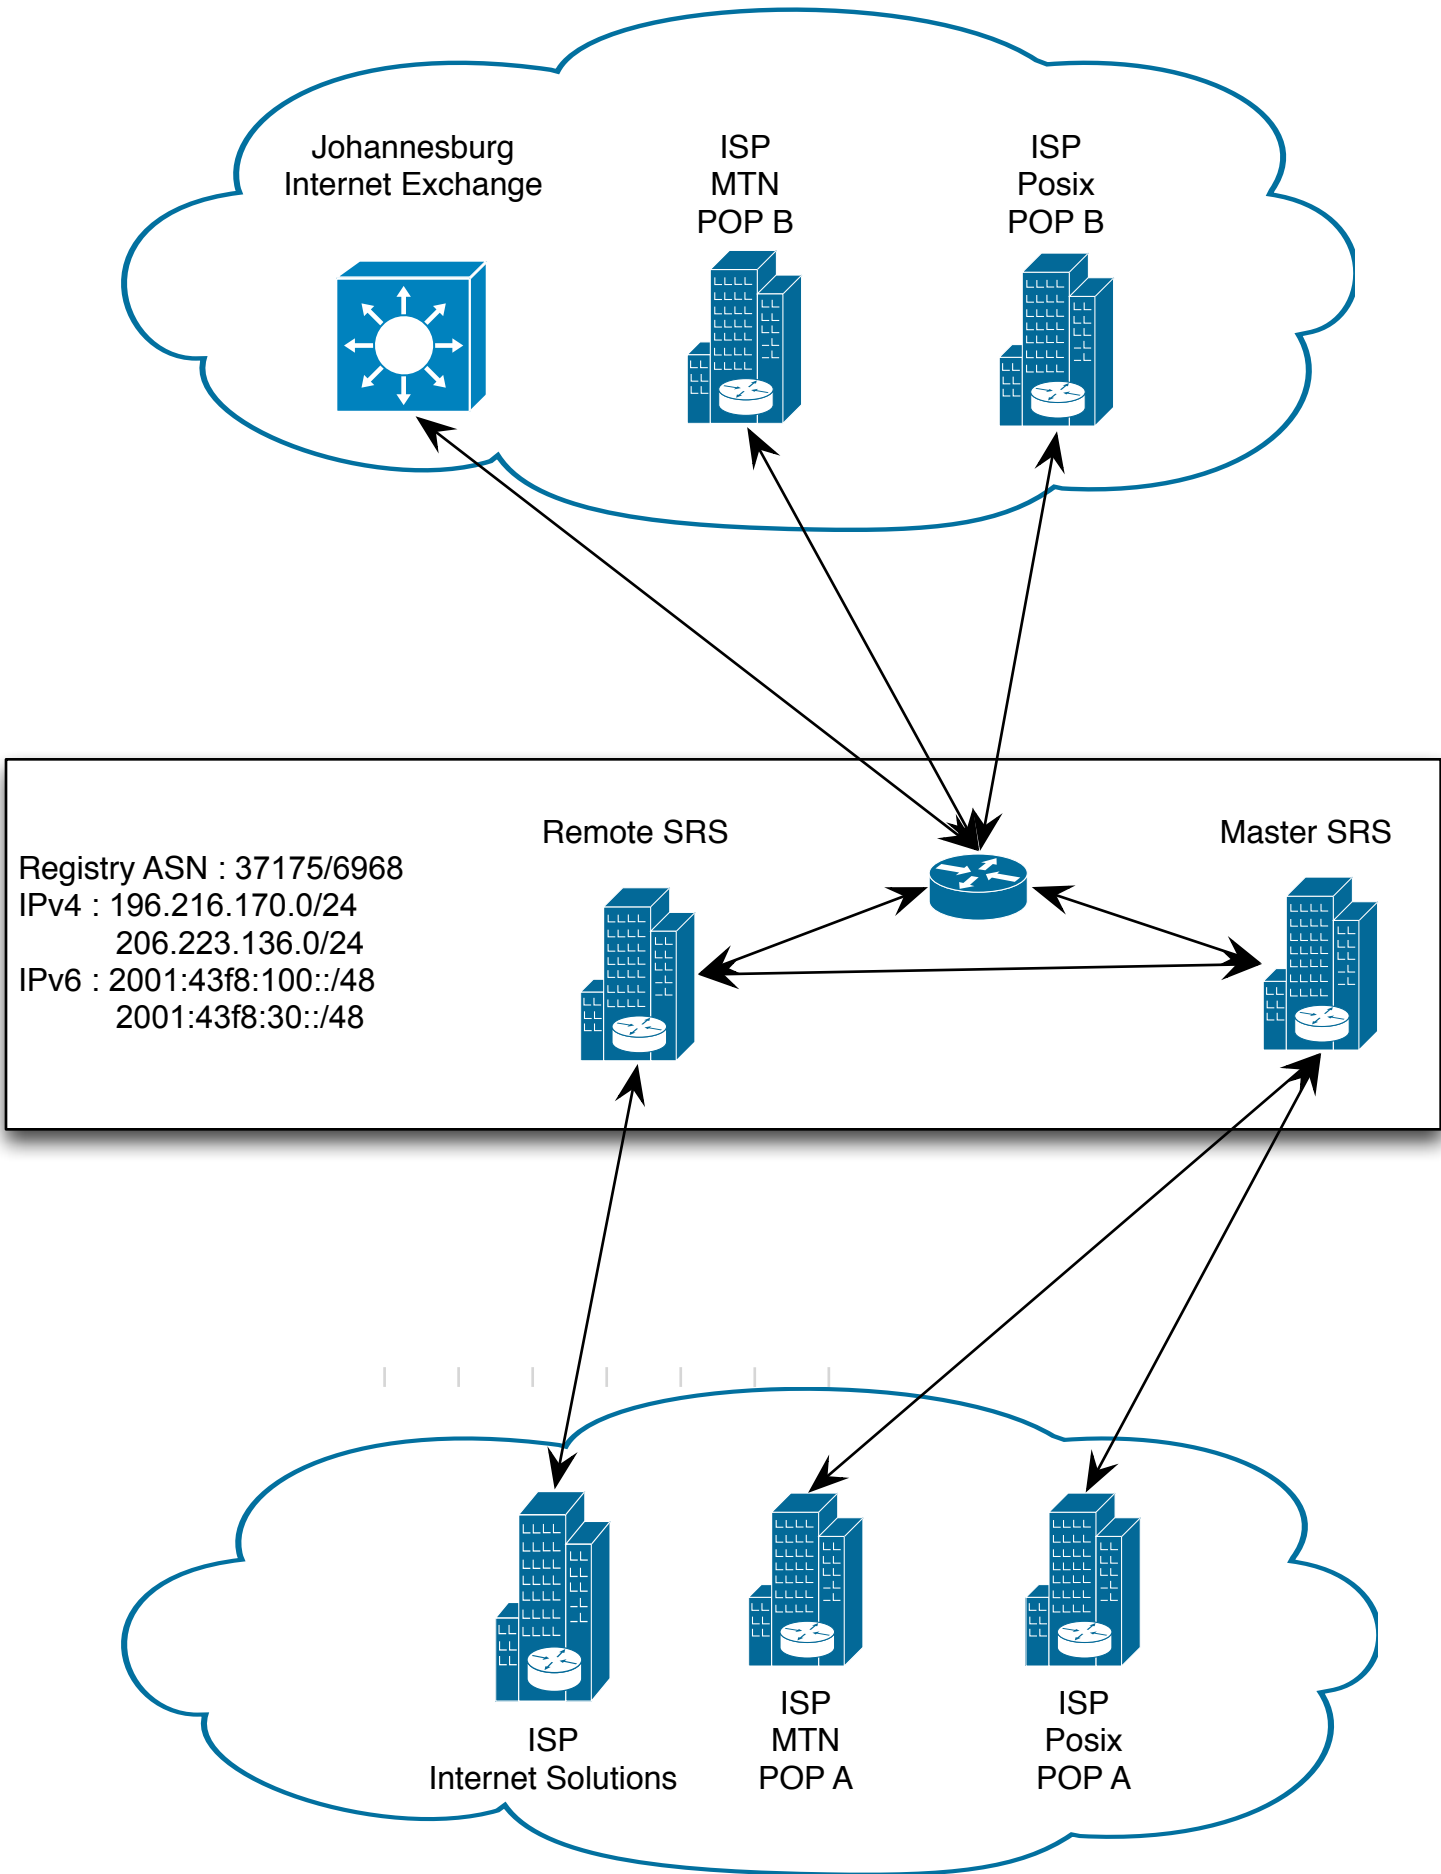 Johannesburg
Internet Exchange
ISP
MTN
POP B
ISP
Posix
POP B
Remote SRS
Master SRS
Registry ASN : 37175/6968
IPv4 : 196.216.170.0/24
206.223.136.0/24
IPv6 : 2001:43f8:100::/48
2001:43f8:30::/48
ISP
Internet Solutions
ISP
MTN
POP A
ISP
Posix
POP A